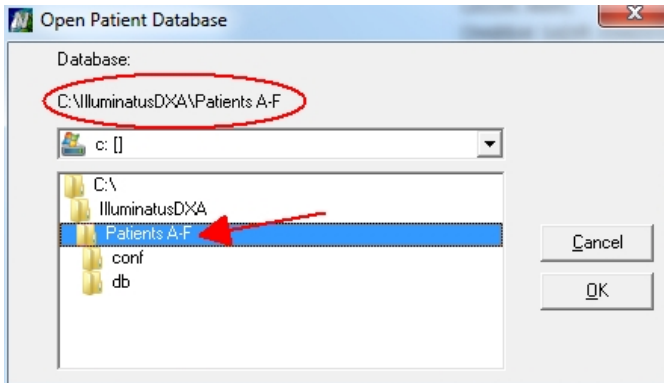 Open Patient Database
Database:
C:\IlluminatusDXA\Patients A-F
c: []
C:\
IlluminatusDXA
Patients A-F
conf
db
Cancel
OK